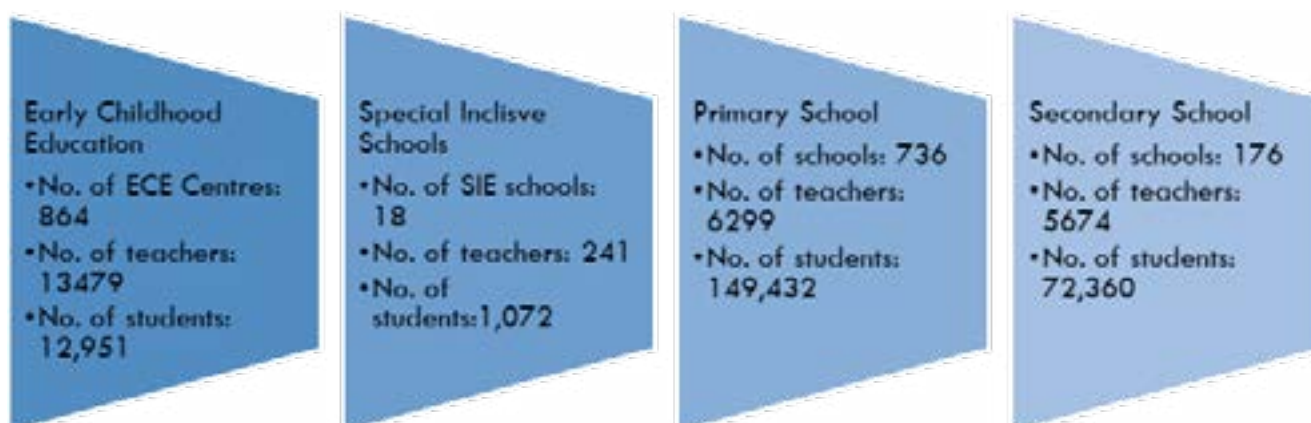 Early Childhood
Education
•No. of ECE Centres:
864
•No. of teachers:
13479
•No. of students:
12,951
Special Inclisve
Schools
•No. of SIE schools:
18
•No. of teachers: 241
•No. of
students:1,072
Primary School
•No. of schools: 736
•No. of teachers:
6299
•No. of students:
149,432
Secondary School
•No. of schools: 176
•No. of teachers:
5674
•No. of students:
72,360